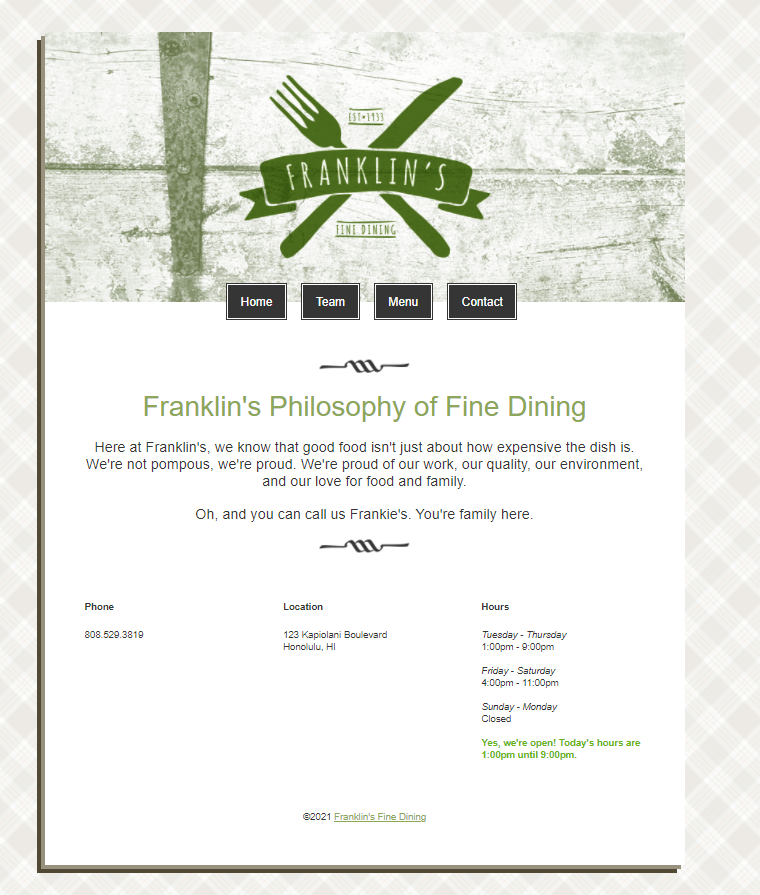 EST•1933
FRANKLIN'S
FINE DINING
Home Team Menu Contact
Franklin's Philosophy of Fine Dining
Here at Franklin's, we know that good food isn't just about how expensive the dish is.
We're not pompous, we're proud. We're proud of our work, our quality, our environment,
and our love for food and family.
Oh, and you can call us Frankie's. You're family here.
Phone
808.529.3819
Location
123 Kapiolani Boulevard
Honolulu, HI
Hours
Tuesday - Thursday
1:00pm - 9:00pm
Friday - Saturday
4:00pm - 11:00pm
Sunday - Monday
Closed
Yes, we're open! Today's hours are
1:00pm until 9:00pm.
©2021 Franklin's Fine Dining